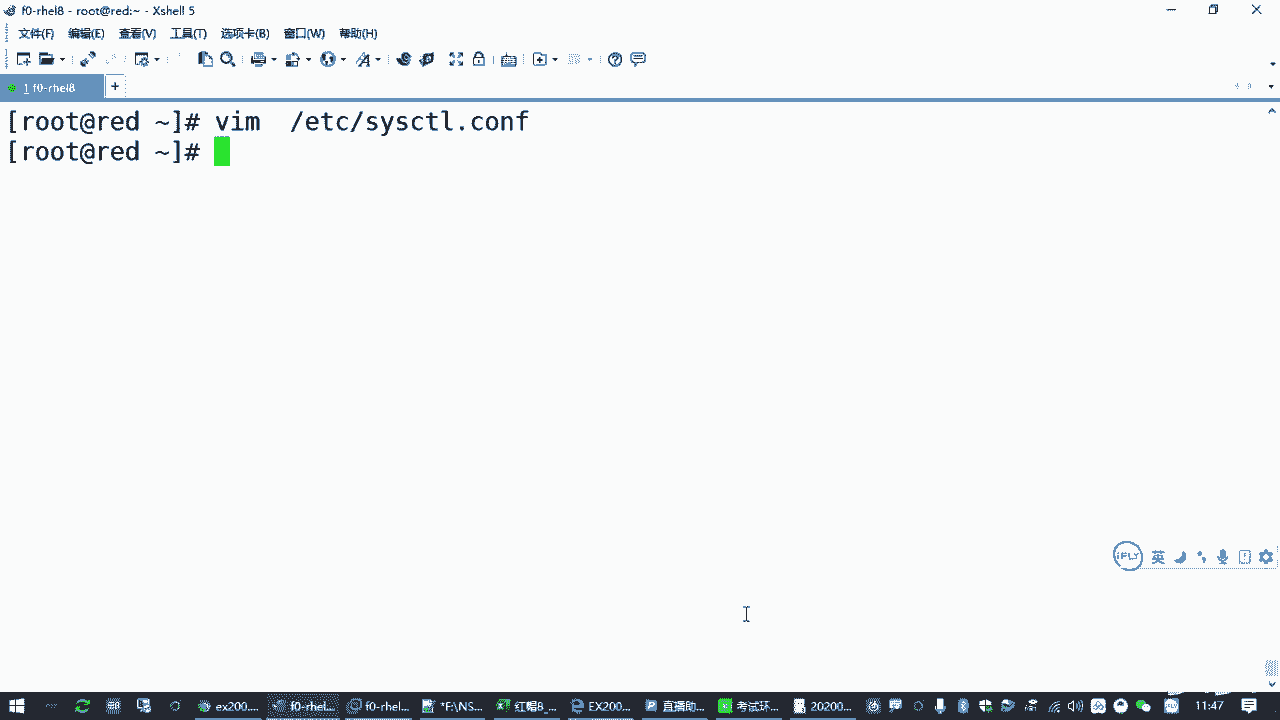 f0-rhel8 - root@red:~ - Xshell 5
文件(F) 编辑(E) 查看(V) 工具(T) 选项卡(B) 窗口(W) 帮助(H)
1 f0-rhel8
[root@red ~]# vim  /etc/sysctl.conf
[root@red ~]#
iFLY 英
ex200... f0-rhel... f0-rhel... *F:\NS... 红帽8_... EX200... 直播助... 考试环... 20200... 11:47